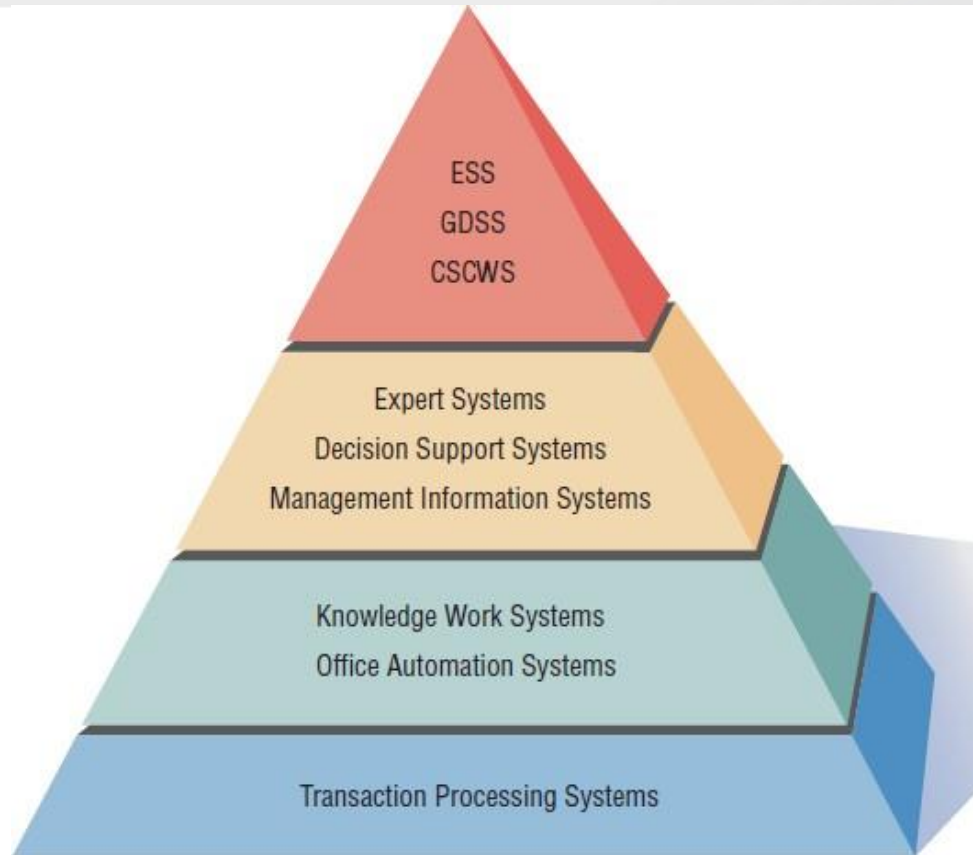 ESS
GDSS
CSCWS
Expert Systems
Decision Support Systems
Management Information Systems
Knowledge Work Systems
Office Automation Systems
Transaction Processing Systems